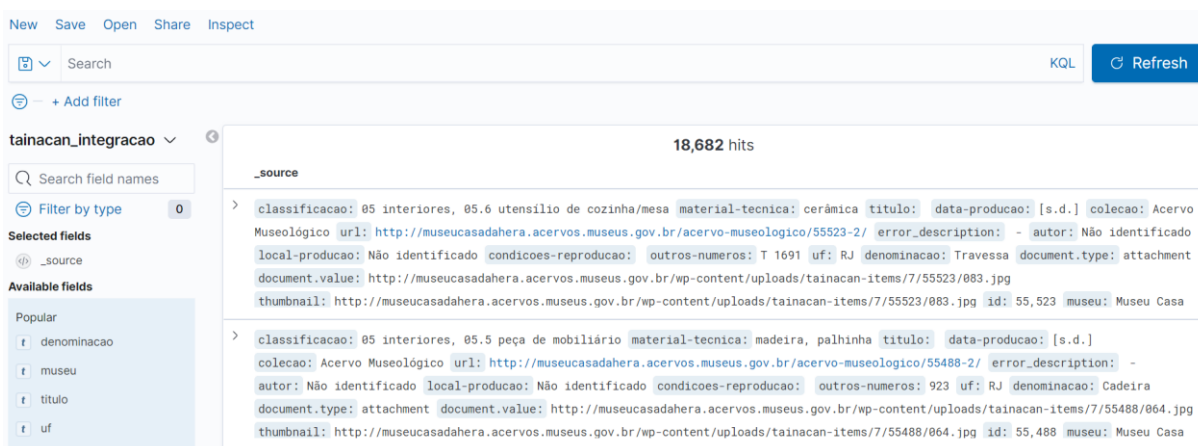 New Save Open Share Inspect
Search KQL Refresh
+ Add filter
tainacan_integracao
Search field names
Filter by type 0
Selected fields
</> _source
Available fields
Popular
t denominacao
t museu
t titulo
t uf
18,682 hits
_source
classificacao: 05 interiores, 05.6 utensílio de cozinha/mesa material-tecnica: cerâmica titulo: data-producao: [s.d.] colecao: Acervo
Museológico url: http://museucasadahera.acervos.museus.gov.br/acervo-museologico/55523-2/ error_description: - autor: Não identificado
local-producao: Não identificado condicoes-reproducao: outros-numeros: T 1691 uf: RJ denominacao: Travessa document.type: attachment
document.value: http://museucasadahera.acervos.museus.gov.br/wp-content/uploads/tainacan-items/7/55523/083.jpg
thumbnail: http://museucasadahera.acervos.museus.gov.br/wp-content/uploads/tainacan-items/7/55523/083.jpg id: 55,523 museu: Museu Casa
classificacao: 05 interiores, 05.5 peça de mobiliário material-tecnica: madeira, palhinha titulo: data-producao: [s.d.]
colecao: Acervo Museológico url: http://museucasadahera.acervos.museus.gov.br/acervo-museologico/55488-2/ error_description: -
autor: Não identificado local-producao: Não identificado condicoes-reproducao: outros-numeros: 923 uf: RJ denominacao: Cadeira
document.type: attachment document.value: http://museucasadahera.acervos.museus.gov.br/wp-content/uploads/tainacan-items/7/55488/064.jpg
thumbnail: http://museucasadahera.acervos.museus.gov.br/wp-content/uploads/tainacan-items/7/55488/064.jpg id: 55,488 museu: Museu Casa